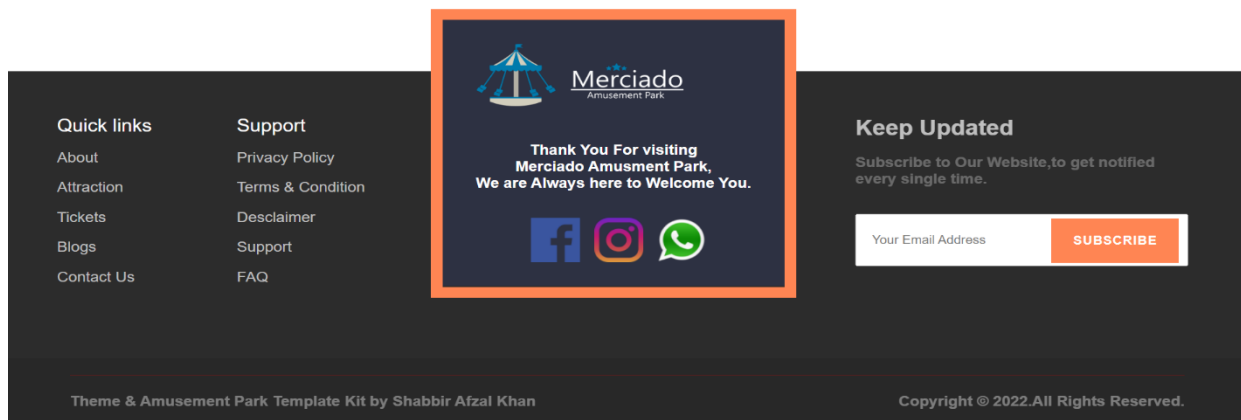 Quick links
About
Attraction
Tickets
Blogs
Contact Us
Support
Privacy Policy
Terms & Condition
Desclaimer
Support
FAQ
Merciado
Amusement Park
Thank You For visiting
Merciado Amusment Park,
We are Always here to Welcome You.
Keep Updated
Subscribe to Our Website,to get notified
every single time.
Your Email Address
SUBSCRIBE
Theme & Amusement Park Template Kit by Shabbir Afzal Khan
Copyright © 2022.All Rights Reserved.